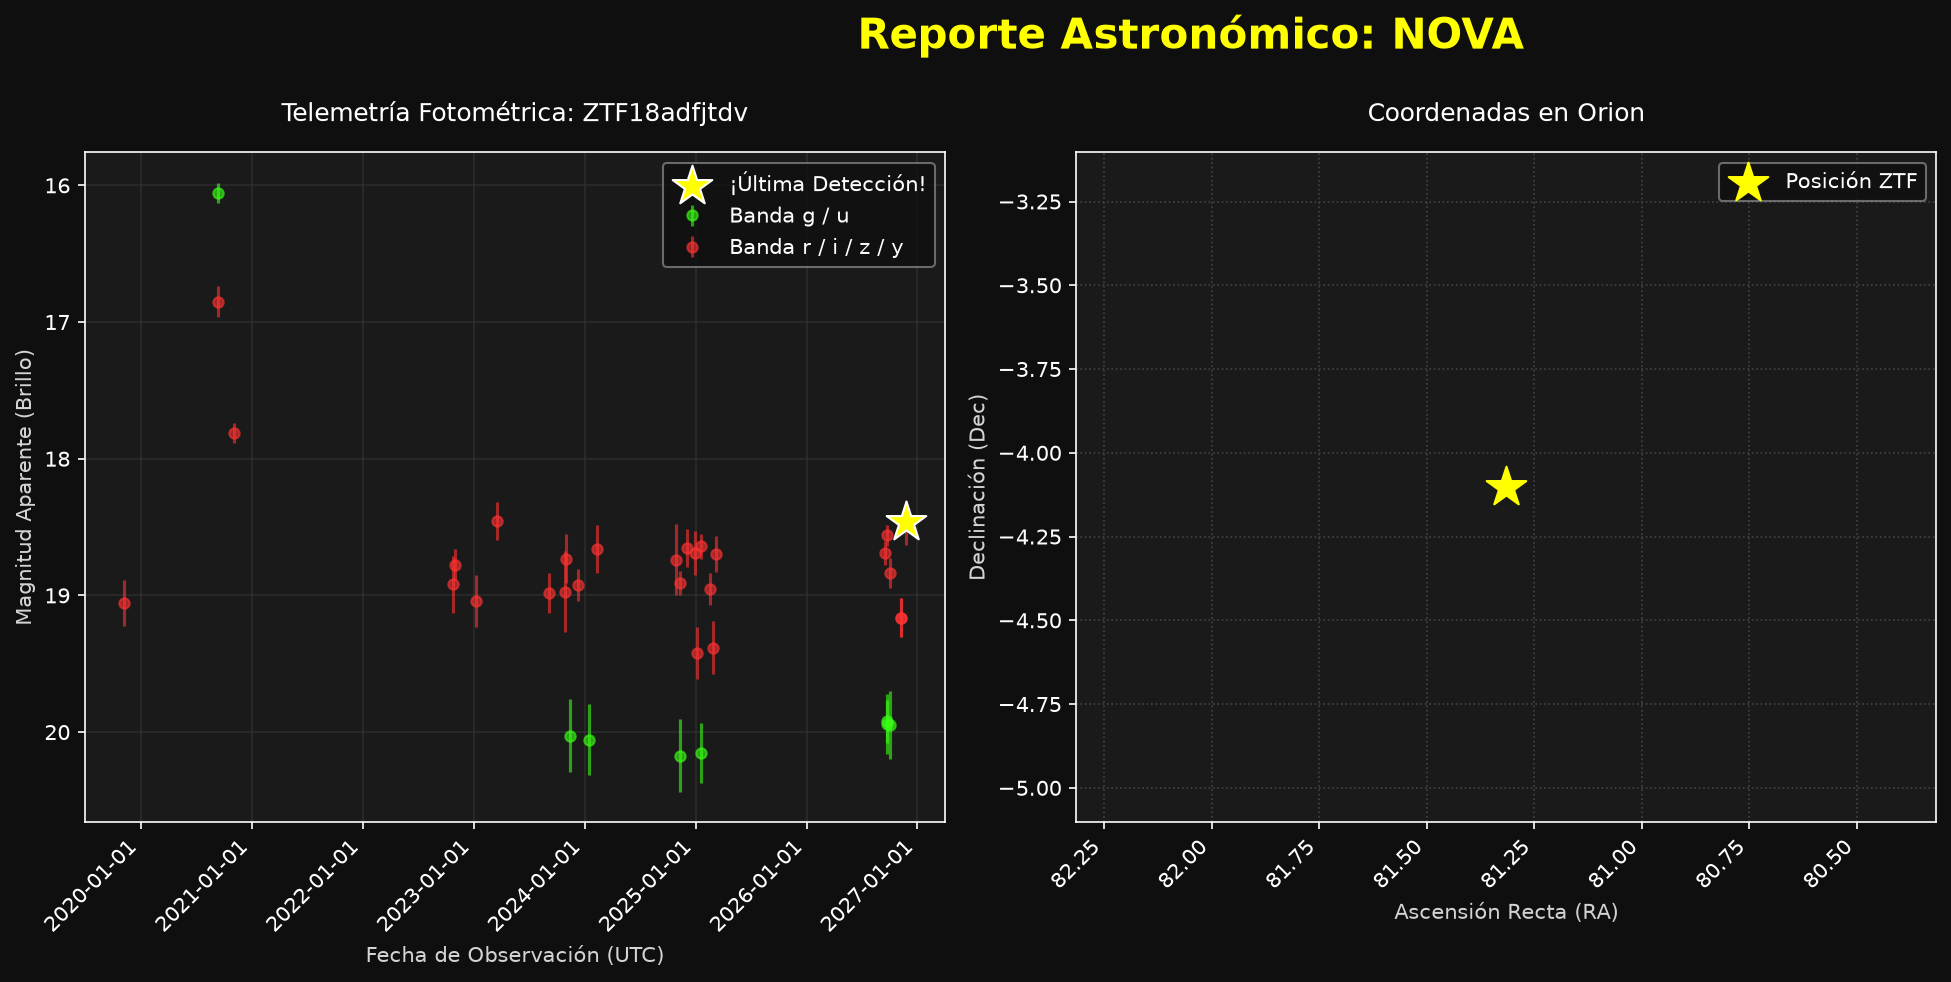 Reporte Astronómico: NOVA
Telemetría Fotométrica: ZTF18adfjtdv
¡Última Detección!
Banda g / u
Banda r / i / z / y
Magnitud Aparente (Brillo)
16
17
18
19
20
2020-01-01
2021-01-01
2022-01-01
2023-01-01
2024-01-01
2025-01-01
2026-01-01
2027-01-01
Fecha de Observación (UTC)
Coordenadas en Orion
Posición ZTF
Declinación (Dec)
−3.25
−3.50
−3.75
−4.00
−4.25
−4.50
−4.75
−5.00
82.25
82.00
81.75
81.50
81.25
81.00
80.75
80.50
Ascensión Recta (RA)